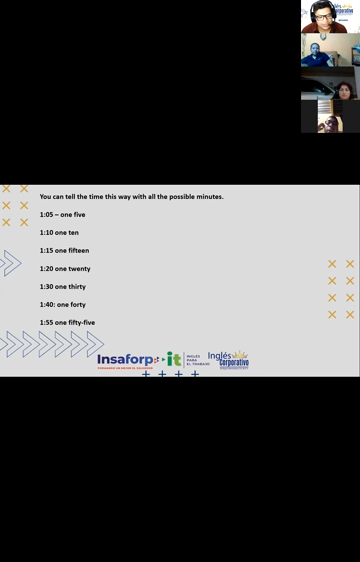 Inglés
Corporativo
You can tell the time this way with all the possible minutes.
1:05 – one five
1:10 one ten
1:15 one fifteen
1:20 one twenty
1:30 one thirty
1:40: one forty
1:55 one fifty-five
Insaforp it
INGLÉS
PARA
EL TRABAJO
Inglés
Corporativo